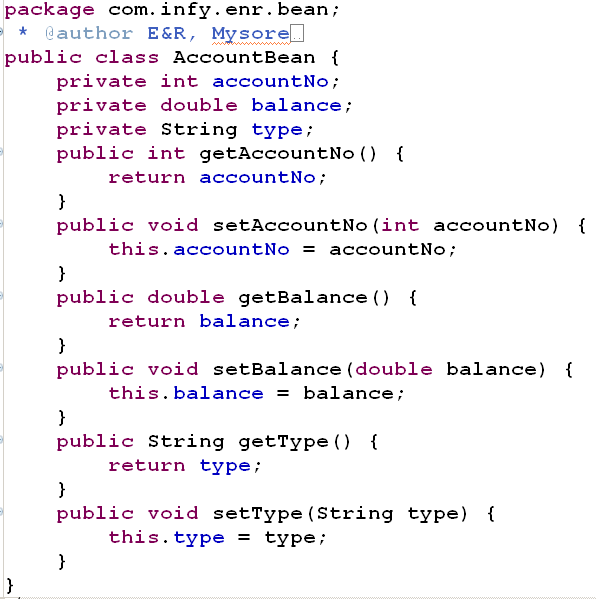 package com.infy.enr.bean;
* @author E&R, Mysore
public class AccountBean {
    private int accountNo;
    private double balance;
    private String type;
    public int getAccountNo() {
        return accountNo;
    }
    public void setAccountNo(int accountNo) {
        this.accountNo = accountNo;
    }
    public double getBalance() {
        return balance;
    }
    public void setBalance(double balance) {
        this.balance = balance;
    }
    public String getType() {
        return type;
    }
    public void setType(String type) {
        this.type = type;
    }
}